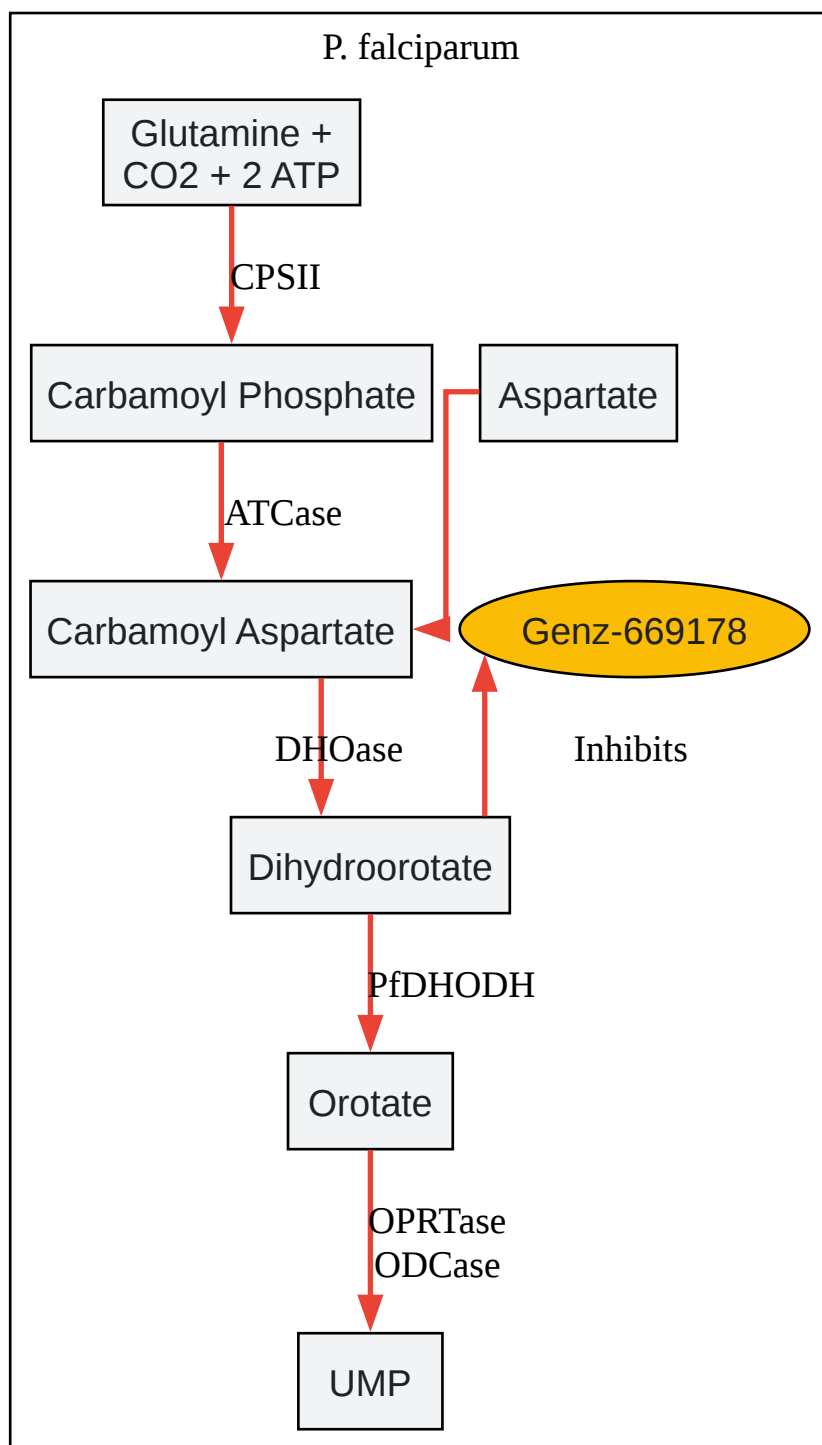 P. falciparum
Glutamine +
CO2 + 2 ATP
CPSII
Carbamoyl Phosphate
Aspartate
ATCase
Carbamoyl Aspartate
Genz-669178
DHOase
Inhibits
Dihydroorotate
PfDHODH
Orotate
OPRTase
ODCase
UMP